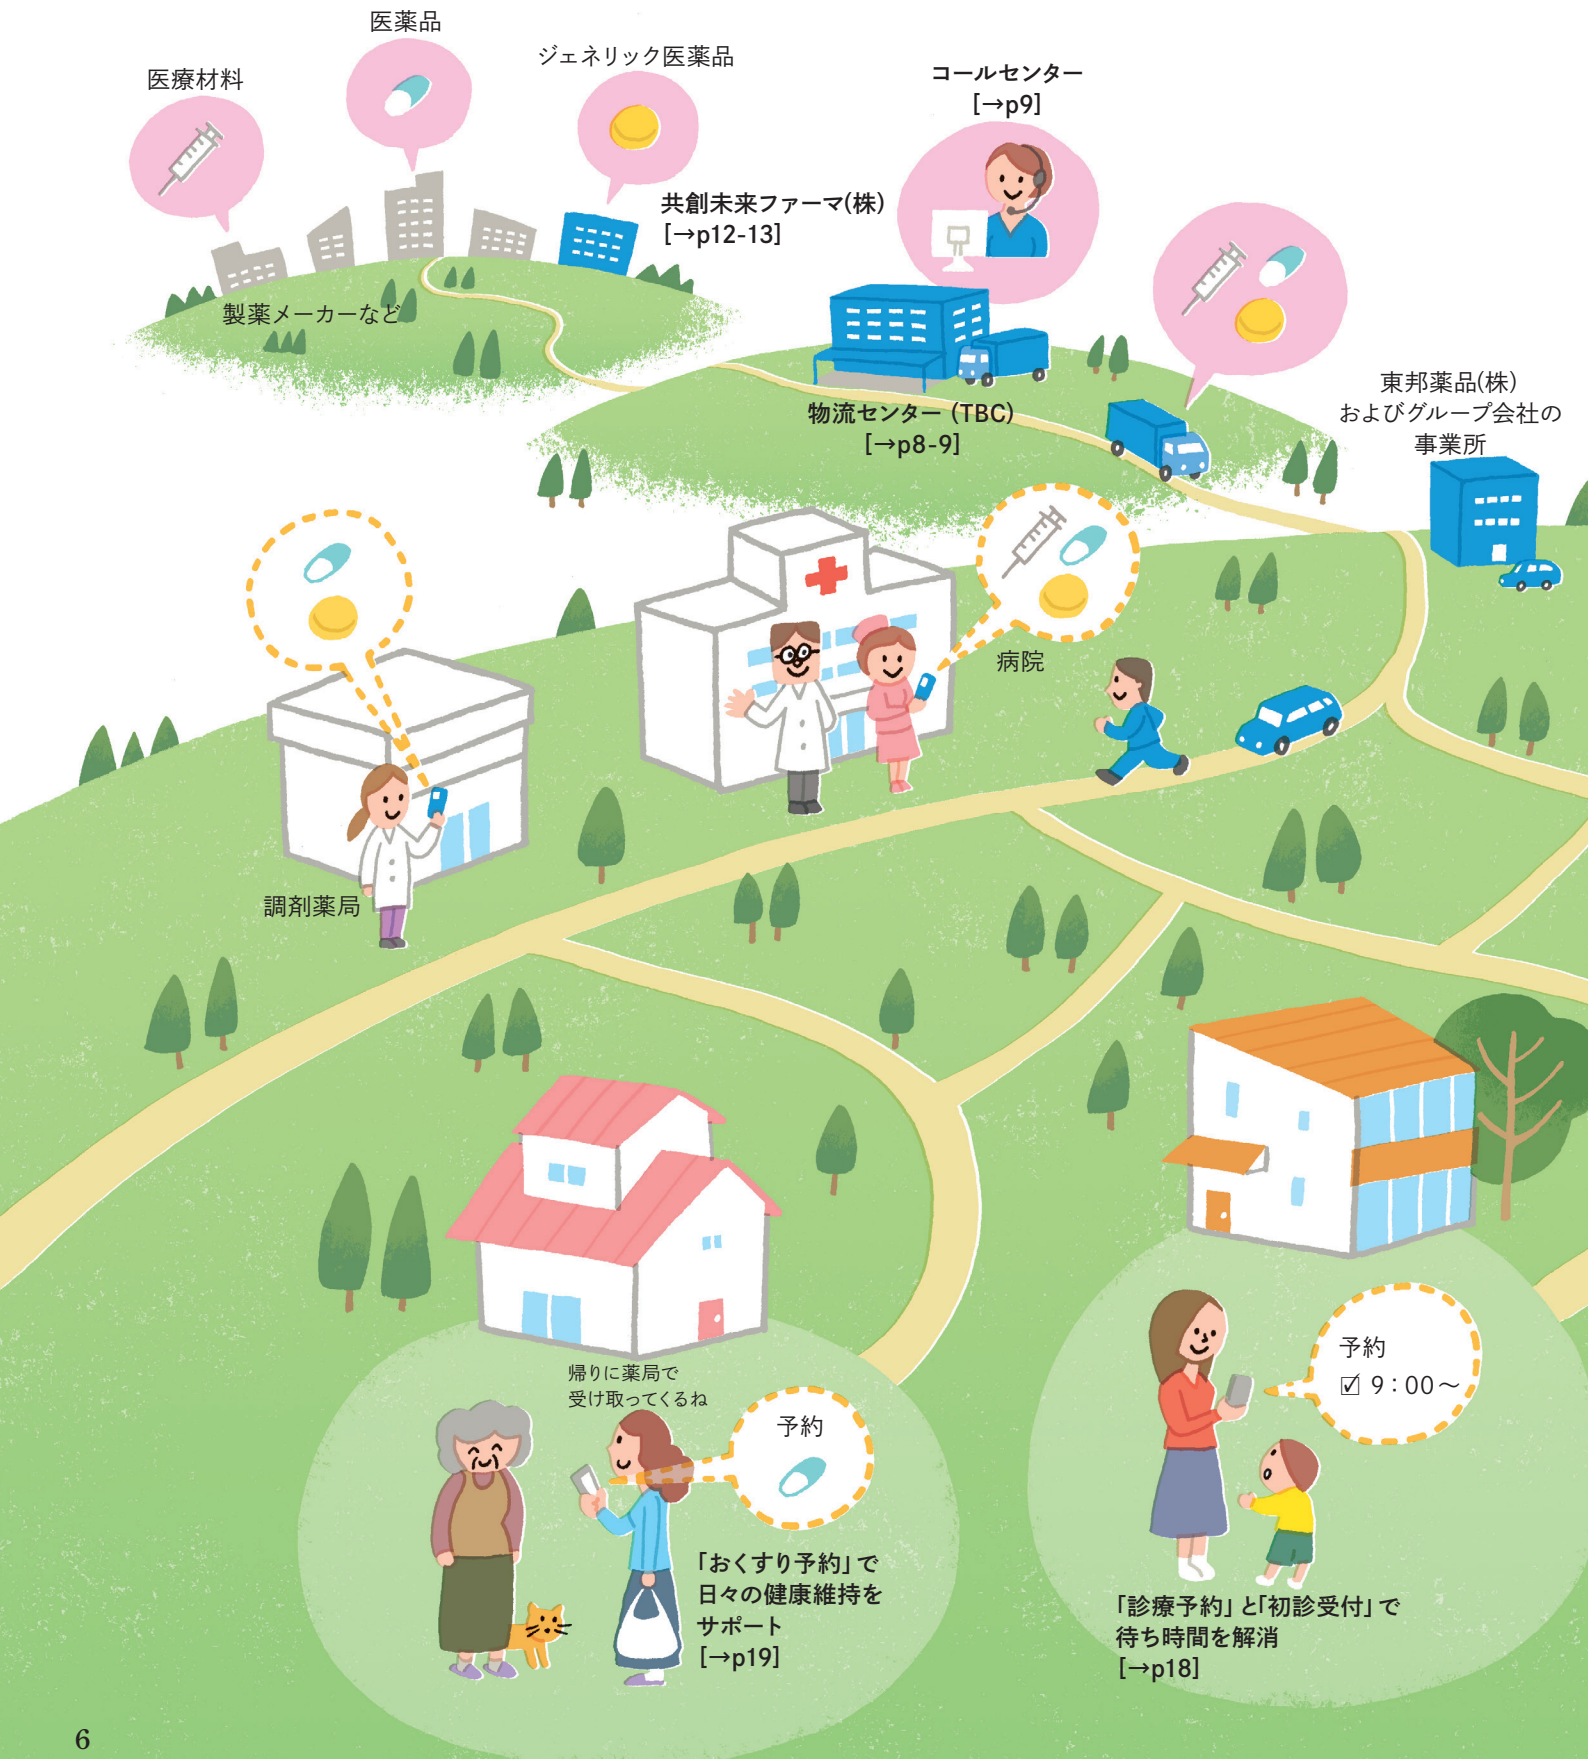 医薬品
ジェネリック医薬品
医療材料
コールセンター
[→p9]
共創未来ファーマ(株)
[→p12-13]
製薬メーカーなど
東邦薬品(株)
およびグループ会社の
事業所
物流センター (TBC)
[→p8-9]
病院
調剤薬局
帰りに薬局で
受け取ってくるね
予約
「おくすり予約」で
日々の健康維持を
サポート
[→p19]
予約
☑ 9:00~
「診療予約」と「初診受付」で
待ち時間を解消
[→p18]
6